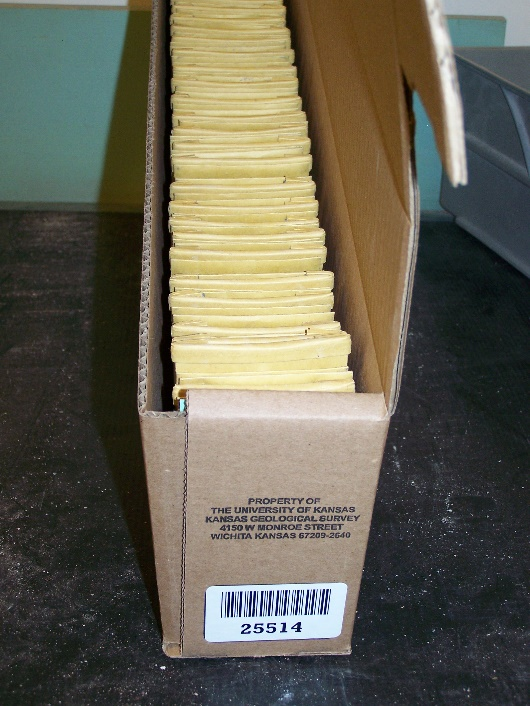 PROPERTY OF
THE UNIVERSITY OF KANSAS
KANSAS GEOLOGICAL SURVEY
4150 W MONROE STREET
WICHITA KANSAS 67209-2640
25514